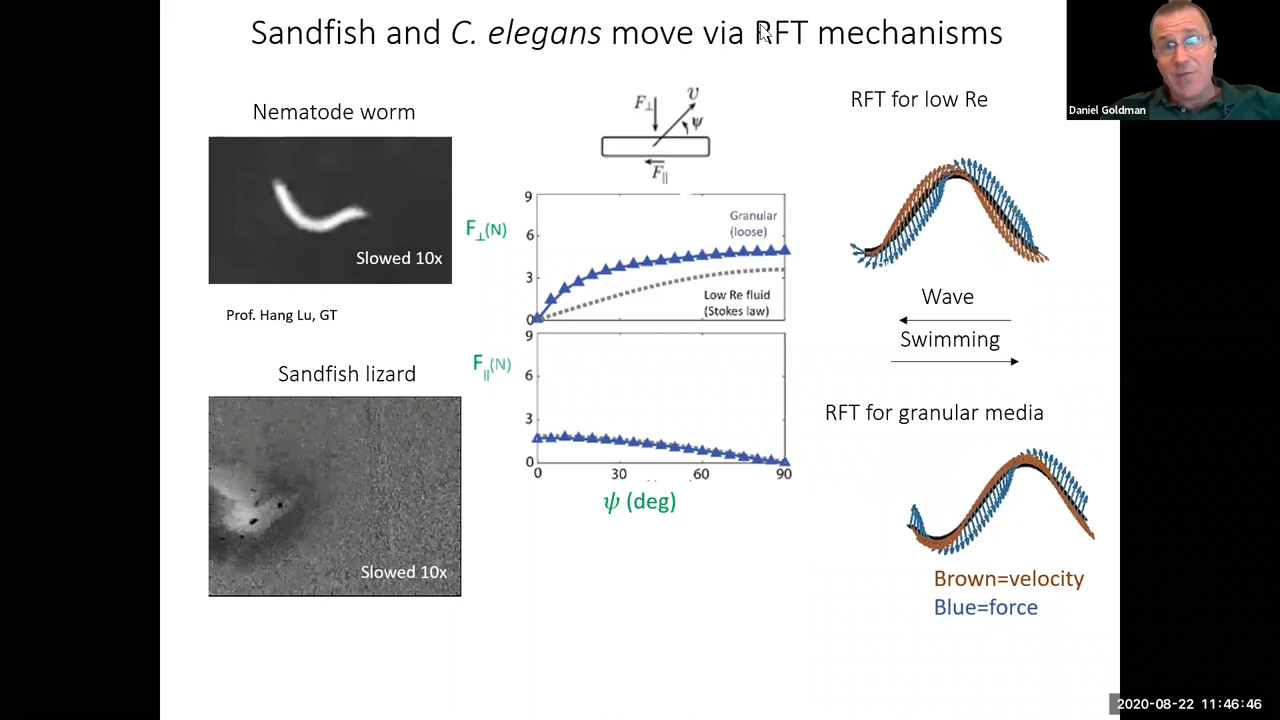 Sandfish and C. elegans move via RFT mechanisms
Daniel Goldman
Nematode worm
Slowed 10x
Prof. Hang Lu, GT
Sandfish lizard
Slowed 10x
F⊥
υ
ψ
F∥
F⊥(N)
9
6
3
0
Granular
(loose)
Low Re fluid
(Stokes law)
F∥(N)
9
6
3
0
0 30 60 90
ψ (deg)
RFT for low Re
Wave
Swimming
RFT for granular media
Brown=velocity
Blue=force
2020-08-22 11:46:46